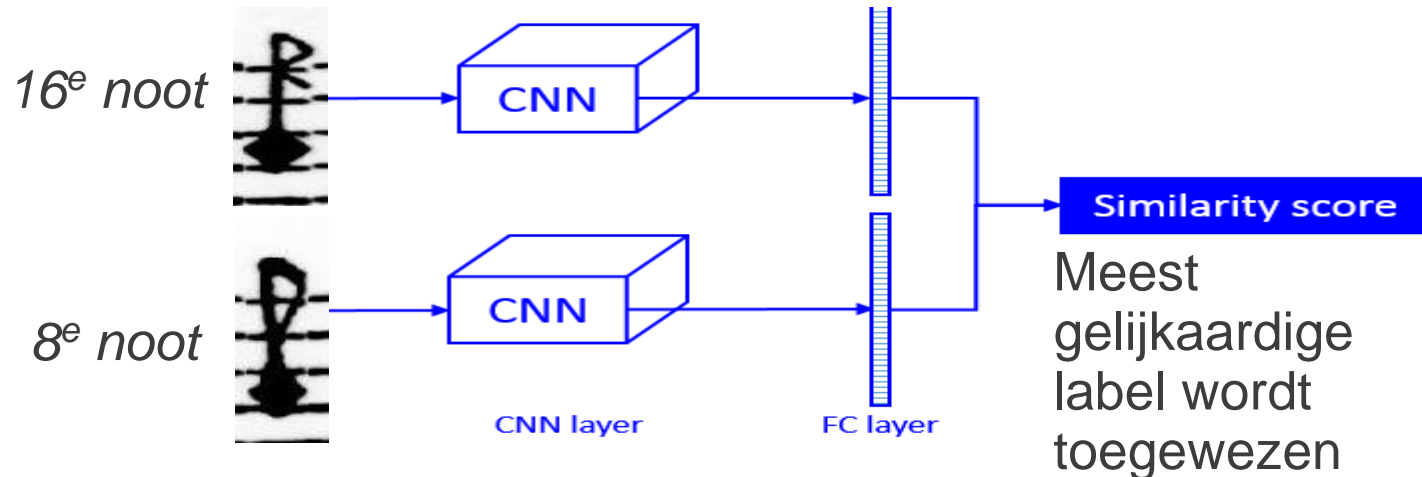 16e noot
CNN
Similarity score
8e noot
CNN
CNN layer
FC layer
Meest
gelijkaardige
label wordt
toegewezen